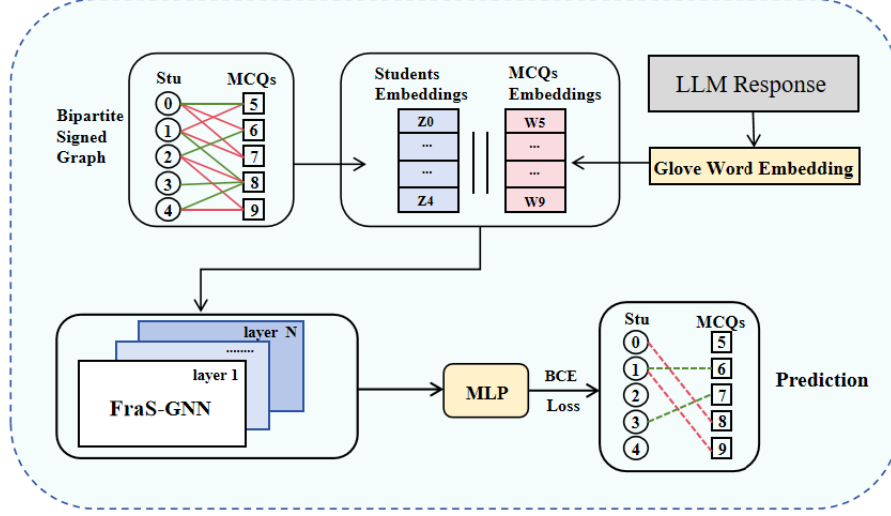 Bipartite
Signed
Graph
Stu
MCQs
0
1
2
3
4
5
6
7
8
9
Students
Embeddings
Z0
...
...
Z4
MCQs
Embeddings
W5
...
...
W9
LLM Response
Glove Word Embedding
layer N
........
layer 1
FraS-GNN
MLP
BCE
Loss
Stu
MCQs
0
1
2
3
4
5
6
7
8
9
Prediction